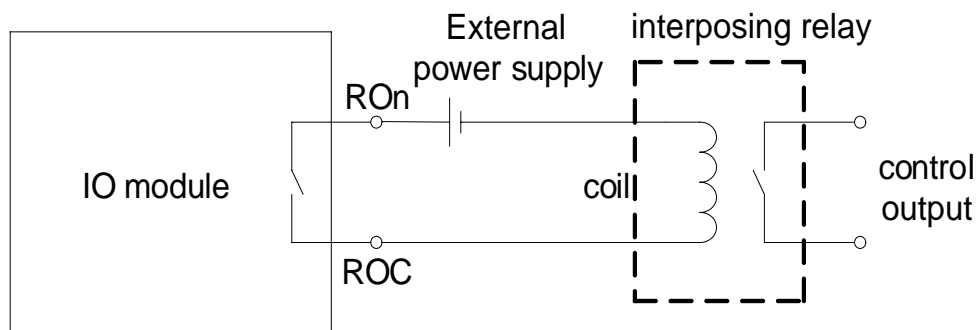 External
power supply
interposing relay
ROn
IO module
coil
control
output
ROC